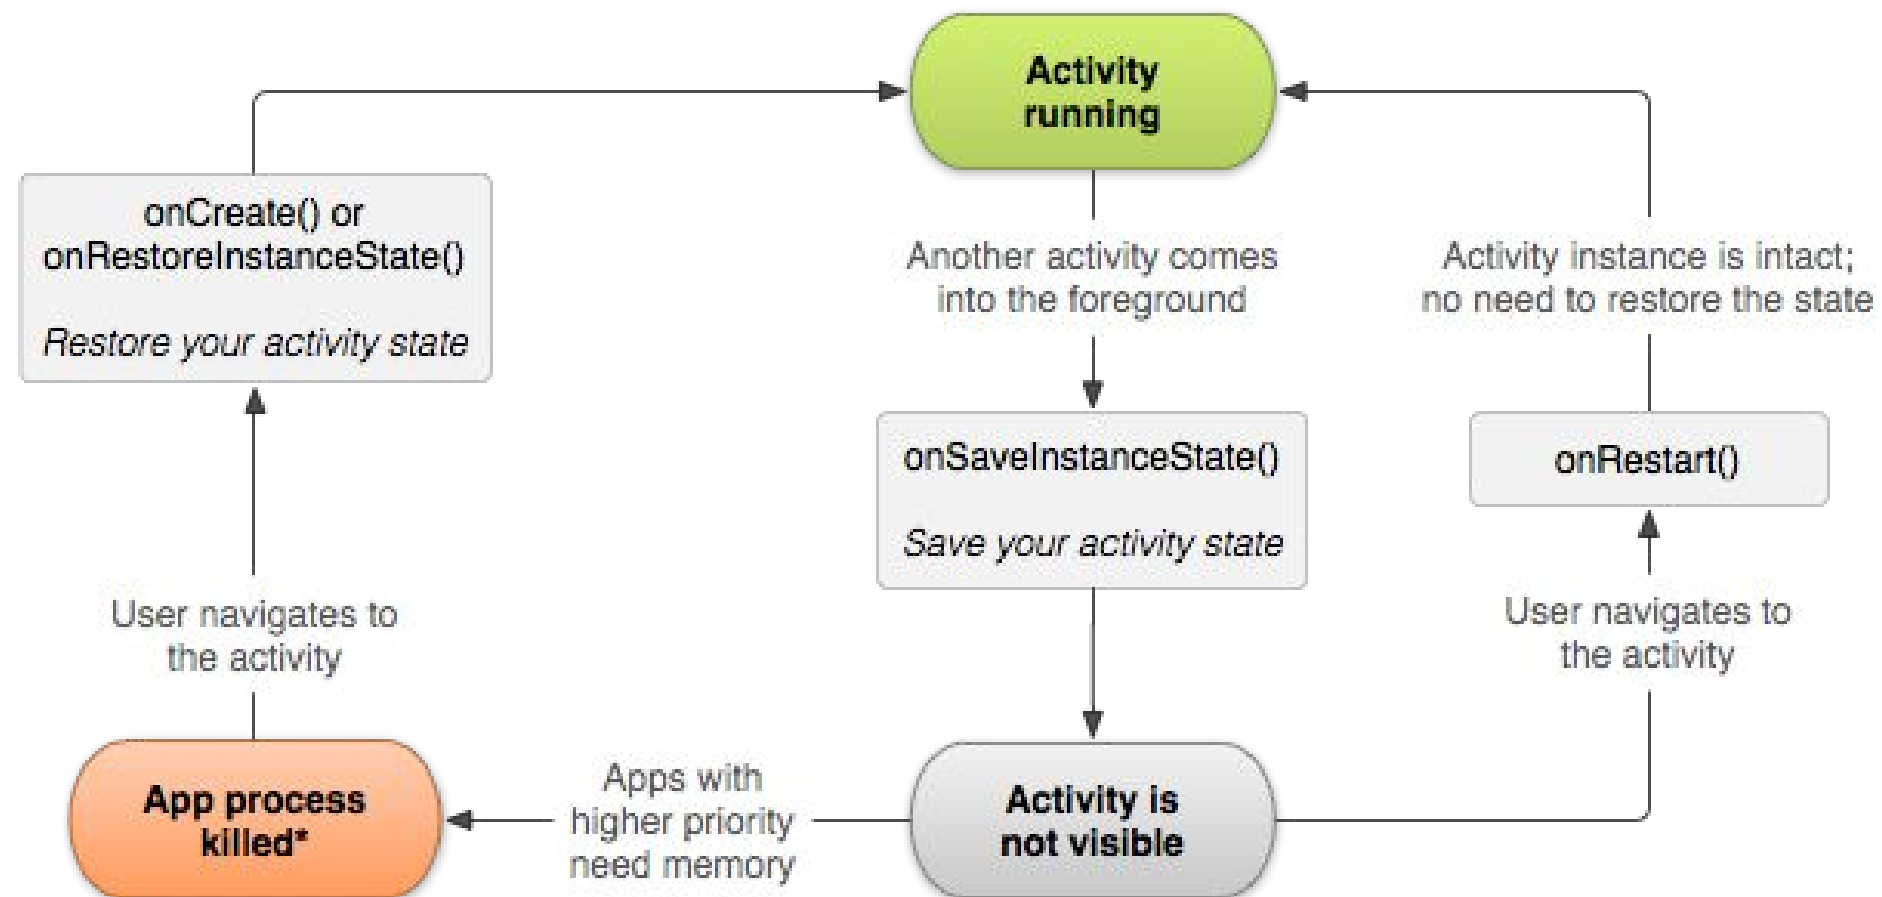 Activity
running
onCreate() or
onRestoreInstanceState()
Restore your activity state
Another activity comes
into the foreground
Activity instance is intact;
no need to restore the state
onSaveInstanceState()
Save your activity state
onRestart()
User navigates to
the activity
User navigates to
the activity
App process
killed*
Apps with
higher priority
need memory
Activity is
not visible